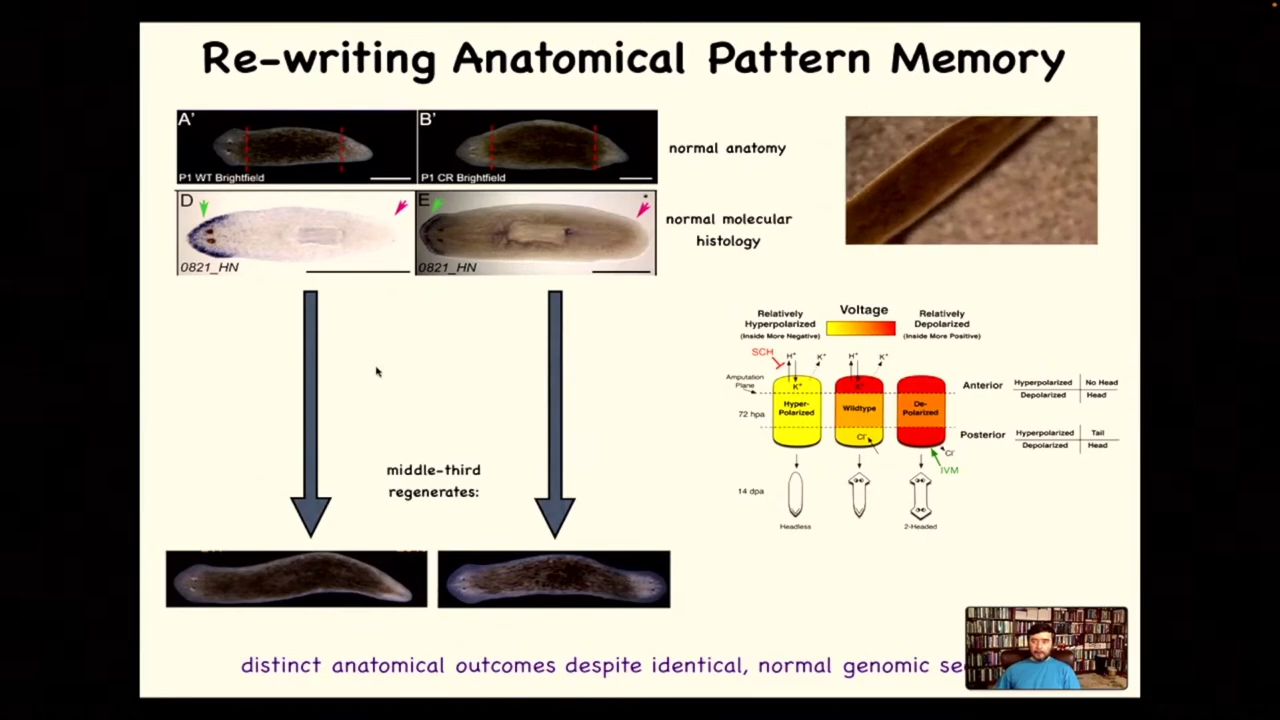 Re-writing Anatomical Pattern Memory
A'
P1 WT Brightfield
B'
P1 CR Brightfield
normal anatomy
D
0821_HN
E
0821_HN
normal molecular
histology
middle-third
regenerates:
Voltage
Relatively
Hyperpolarized
(Inside More Negative)
Relatively
Depolarized
(Inside More Positive)
SCH
H+
K+
H+
K+
Amputation
Plane
K+
K+
Hyper-
Polarized
Wildtype
De-
Polarized
72 hpa
Cl-
Cl-
IVM
Anterior
Hyperpolarized No Head
Depolarized Head
Posterior
Hyperpolarized Tail
Depolarized Head
14 dpa
Headless
2-Headed
distinct anatomical outcomes despite identical, normal genomic se